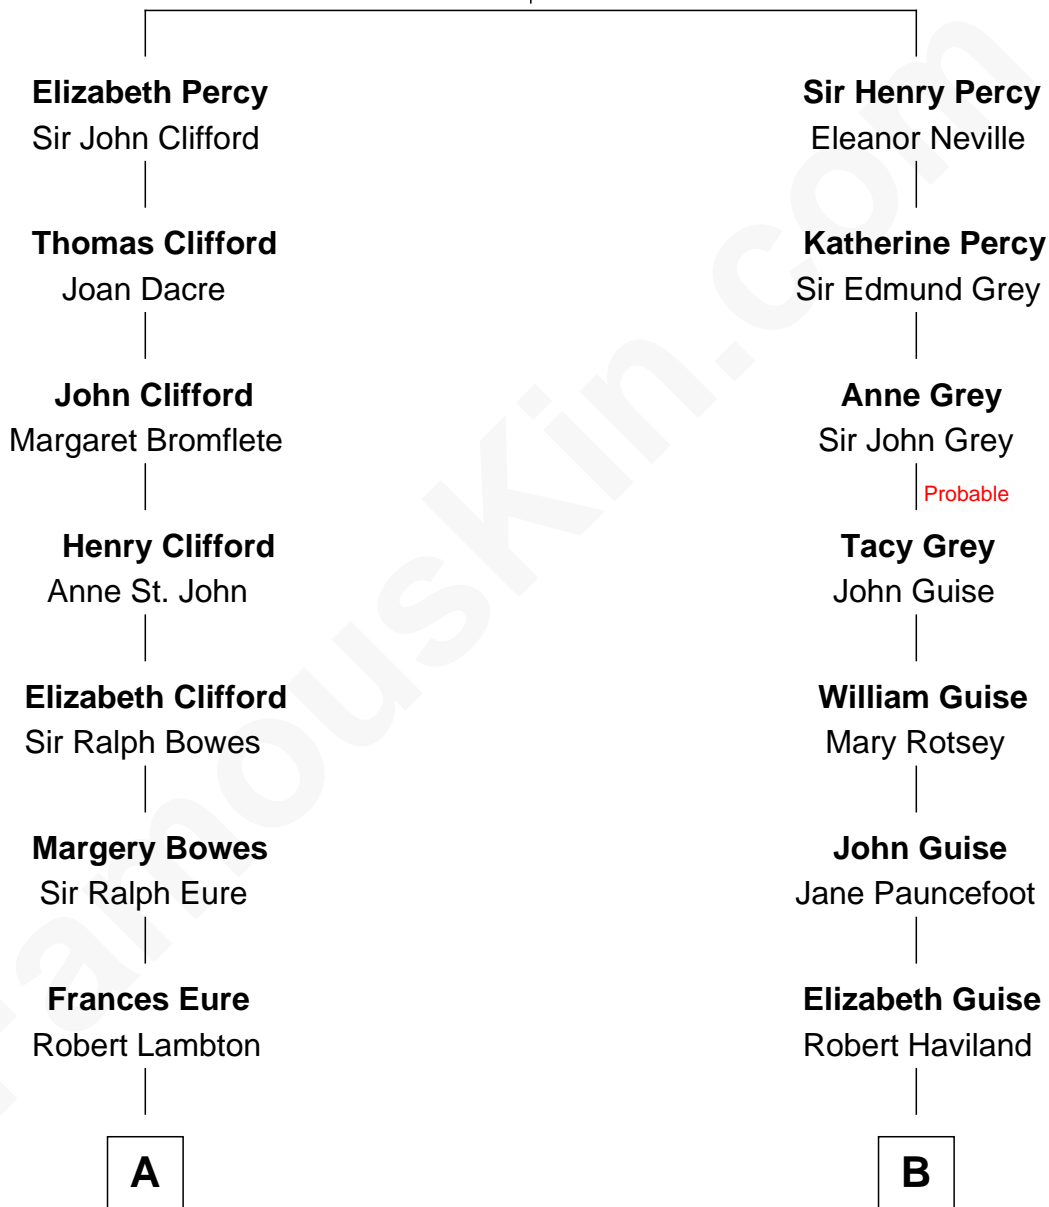 Elizabeth Percy
Sir John Clifford
Thomas Clifford
Joan Dacre
John Clifford
Margaret Bromflete
Henry Clifford
Anne St. John
Elizabeth Clifford
Sir Ralph Bowes
Margery Bowes
Sir Ralph Eure
Frances Eure
Robert Lambton
A
Sir Henry Percy
Eleanor Neville
Katherine Percy
Sir Edmund Grey
Anne Grey
Sir John Grey
Probable
Tacy Grey
John Guise
William Guise
Mary Rotsey
John Guise
Jane Pauncefoot
Elizabeth Guise
Robert Haviland
B
FamousKin.com